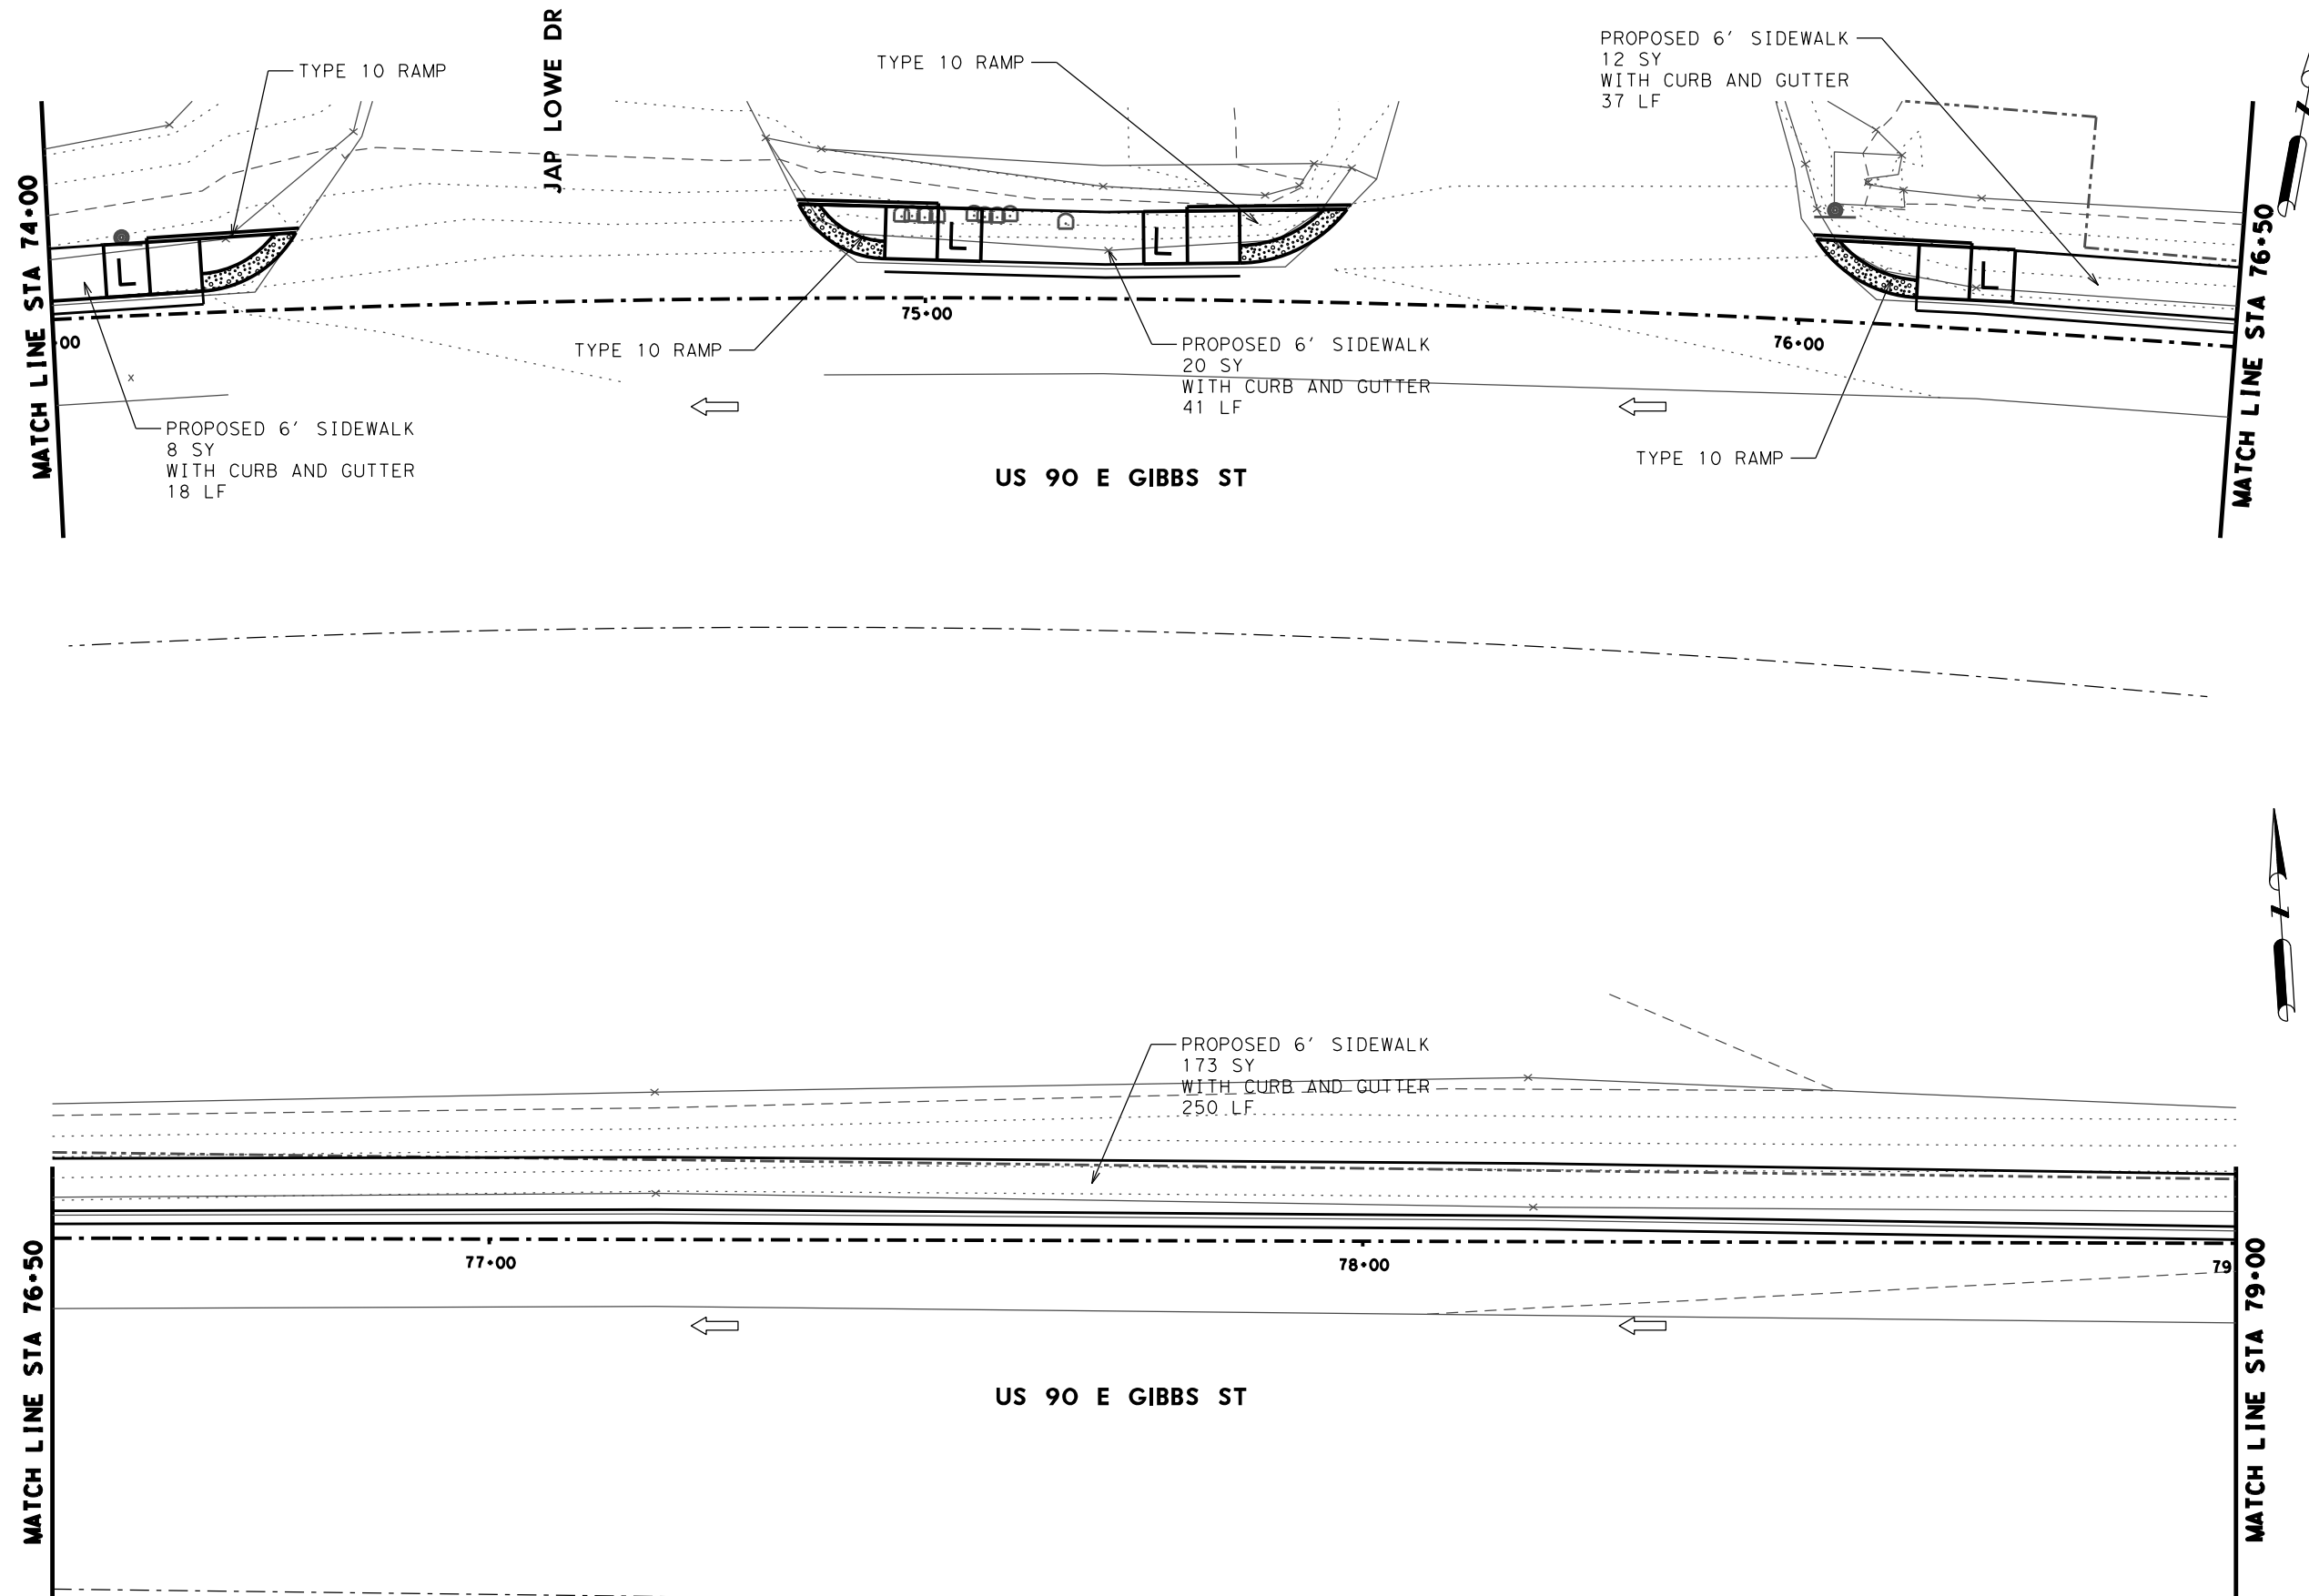 JAP LOWE DR
TYPE 10 RAMP
TYPE 10 RAMP
PROPOSED 6' SIDEWALK
12 SY
WITH CURB AND GUTTER
37 LF
MATCH LINE STA 74+00
MATCH LINE STA 76+50
L
L
L
L
00
75+00
76+00
TYPE 10 RAMP
PROPOSED 6' SIDEWALK
20 SY
WITH CURB AND GUTTER
41 LF
PROPOSED 6' SIDEWALK
8 SY
WITH CURB AND GUTTER
18 LF
TYPE 10 RAMP
US 90 E GIBBS ST
N
PROPOSED 6' SIDEWALK
173 SY
WITH CURB AND GUTTER
250 LF
MATCH LINE STA 76+50
77+00
78+00
79
MATCH LINE STA 79+00
US 90 E GIBBS ST